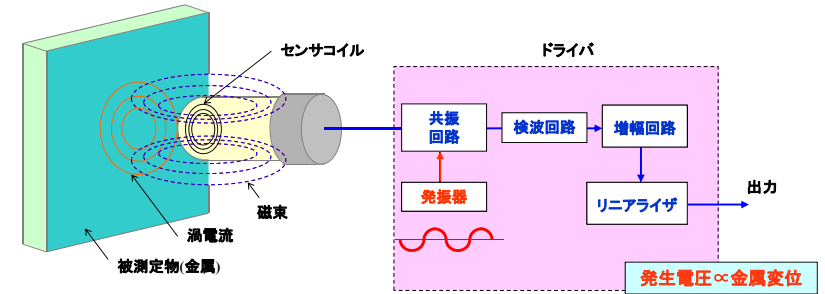 センサコイル
ドライバ
共振
回路
検波回路
増幅回路
発振器
リニアライザ
出力
磁束
渦電流
被測定物(金属)
発生電圧∝金属変位